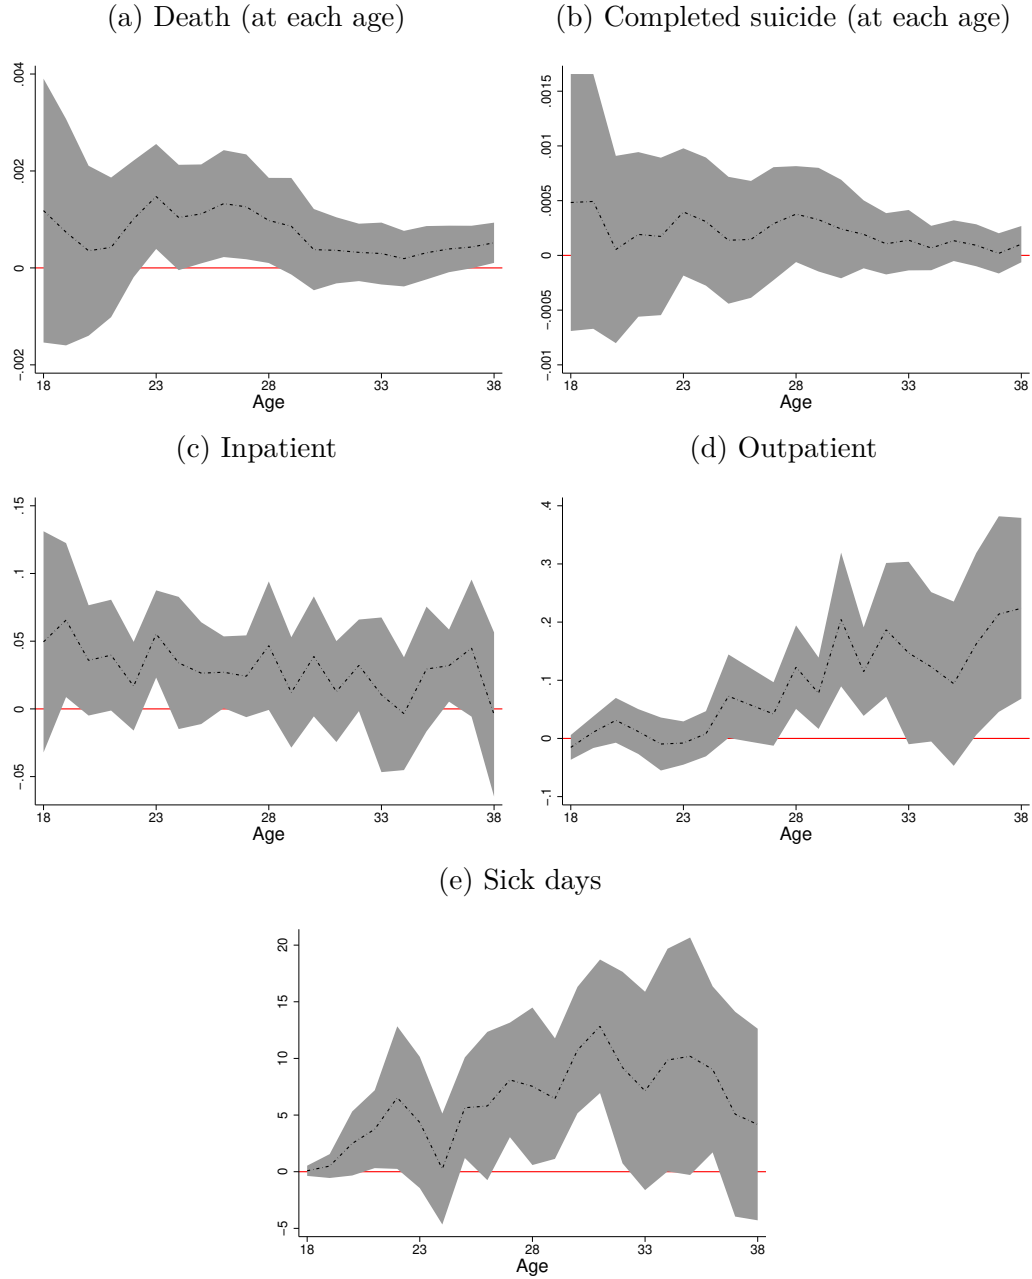 (a) Death (at each age)
(b) Completed suicide (at each age)
.004
.002
0
-.002
18 23 28 33 38
Age
.0015
.001
.0005
0
-.0005
-.001
18 23 28 33 38
Age
(c) Inpatient
(d) Outpatient
.15
.1
.05
0
-.05
18 23 28 33 38
Age
.4
.3
.2
.1
0
-.1
18 23 28 33 38
Age
(e) Sick days
20
15
10
5
0
-5
18 23 28 33 38
Age